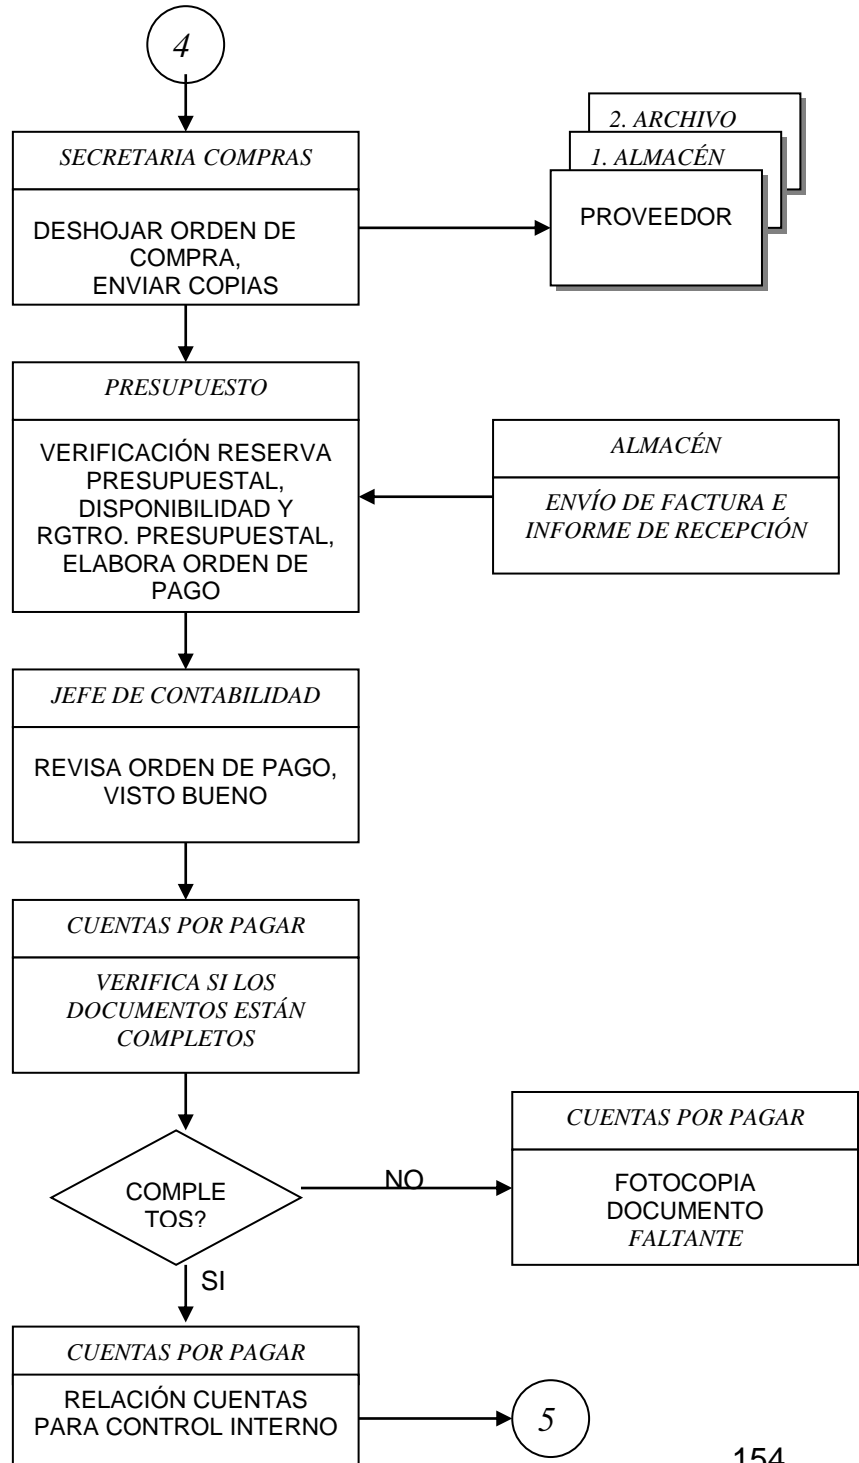 4
SECRETARIA COMPRAS
DESHOJAR ORDEN DE
COMPRA,
ENVIAR COPIAS
2. ARCHIVO
1. ALMACÉN
PROVEEDOR
PRESUPUESTO
VERIFICACIÓN RESERVA
PRESUPUESTAL,
DISPONIBILIDAD Y
RGTRO. PRESUPUESTAL,
ELABORA ORDEN DE
PAGO
ALMACÉN
ENVÍO DE FACTURA E
INFORME DE RECEPCIÓN
JEFE DE CONTABILIDAD
REVISA ORDEN DE PAGO,
VISTO BUENO
CUENTAS POR PAGAR
VERIFICA SI LOS
DOCUMENTOS ESTÁN
COMPLETOS
COMPLE
TOS?
NO
CUENTAS POR PAGAR
FOTOCOPIA
DOCUMENTO
FALTANTE
SI
CUENTAS POR PAGAR
RELACIÓN CUENTAS
PARA CONTROL INTERNO
5
154